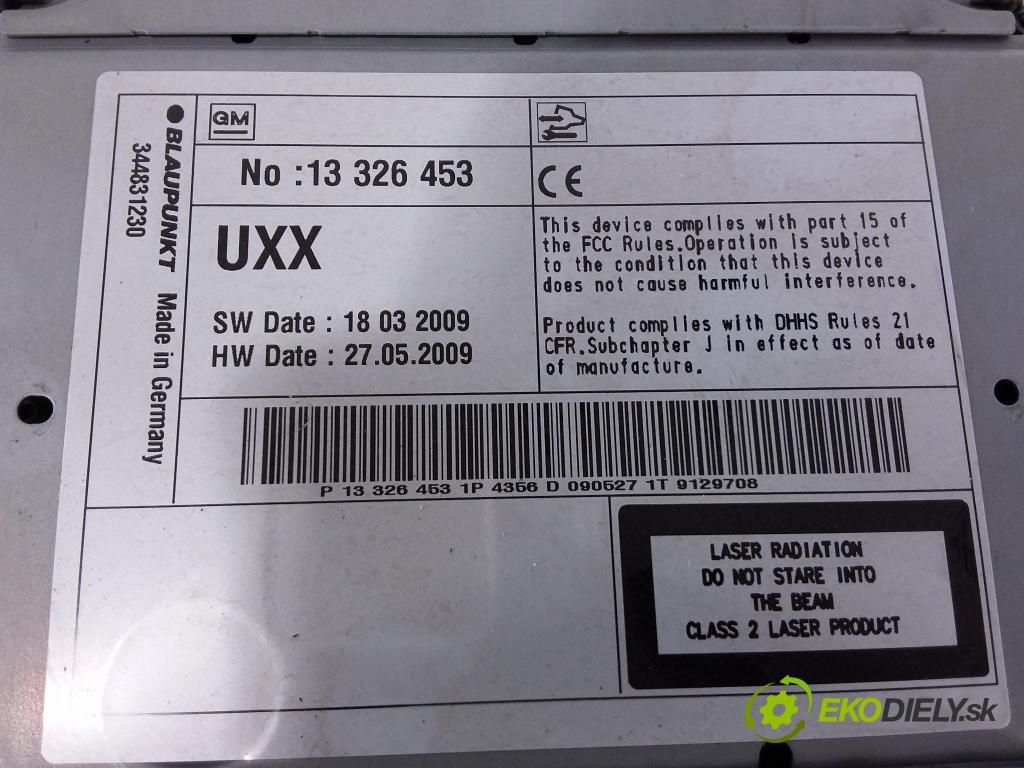 BLAUPUNKT Made in Germany
344831230
GM
No :13 326 453
UXX
SW Date : 18 03 2009
HW Date : 27.05.2009
CE
This device complies with part 15 of
the FCC Rules.Operation is subject
to the condition that this device
does not cause harmful interference.
Product complies with DHHS Rules 21
CFR.Subchapter J in effect as of date
of manufacture.
P 13 326 453 1P 4356 D 090527 1T 9129708
LASER RADIATION
DO NOT STARE INTO
THE BEAM
CLASS 2 LASER PRODUCT
EKODIELY.sk